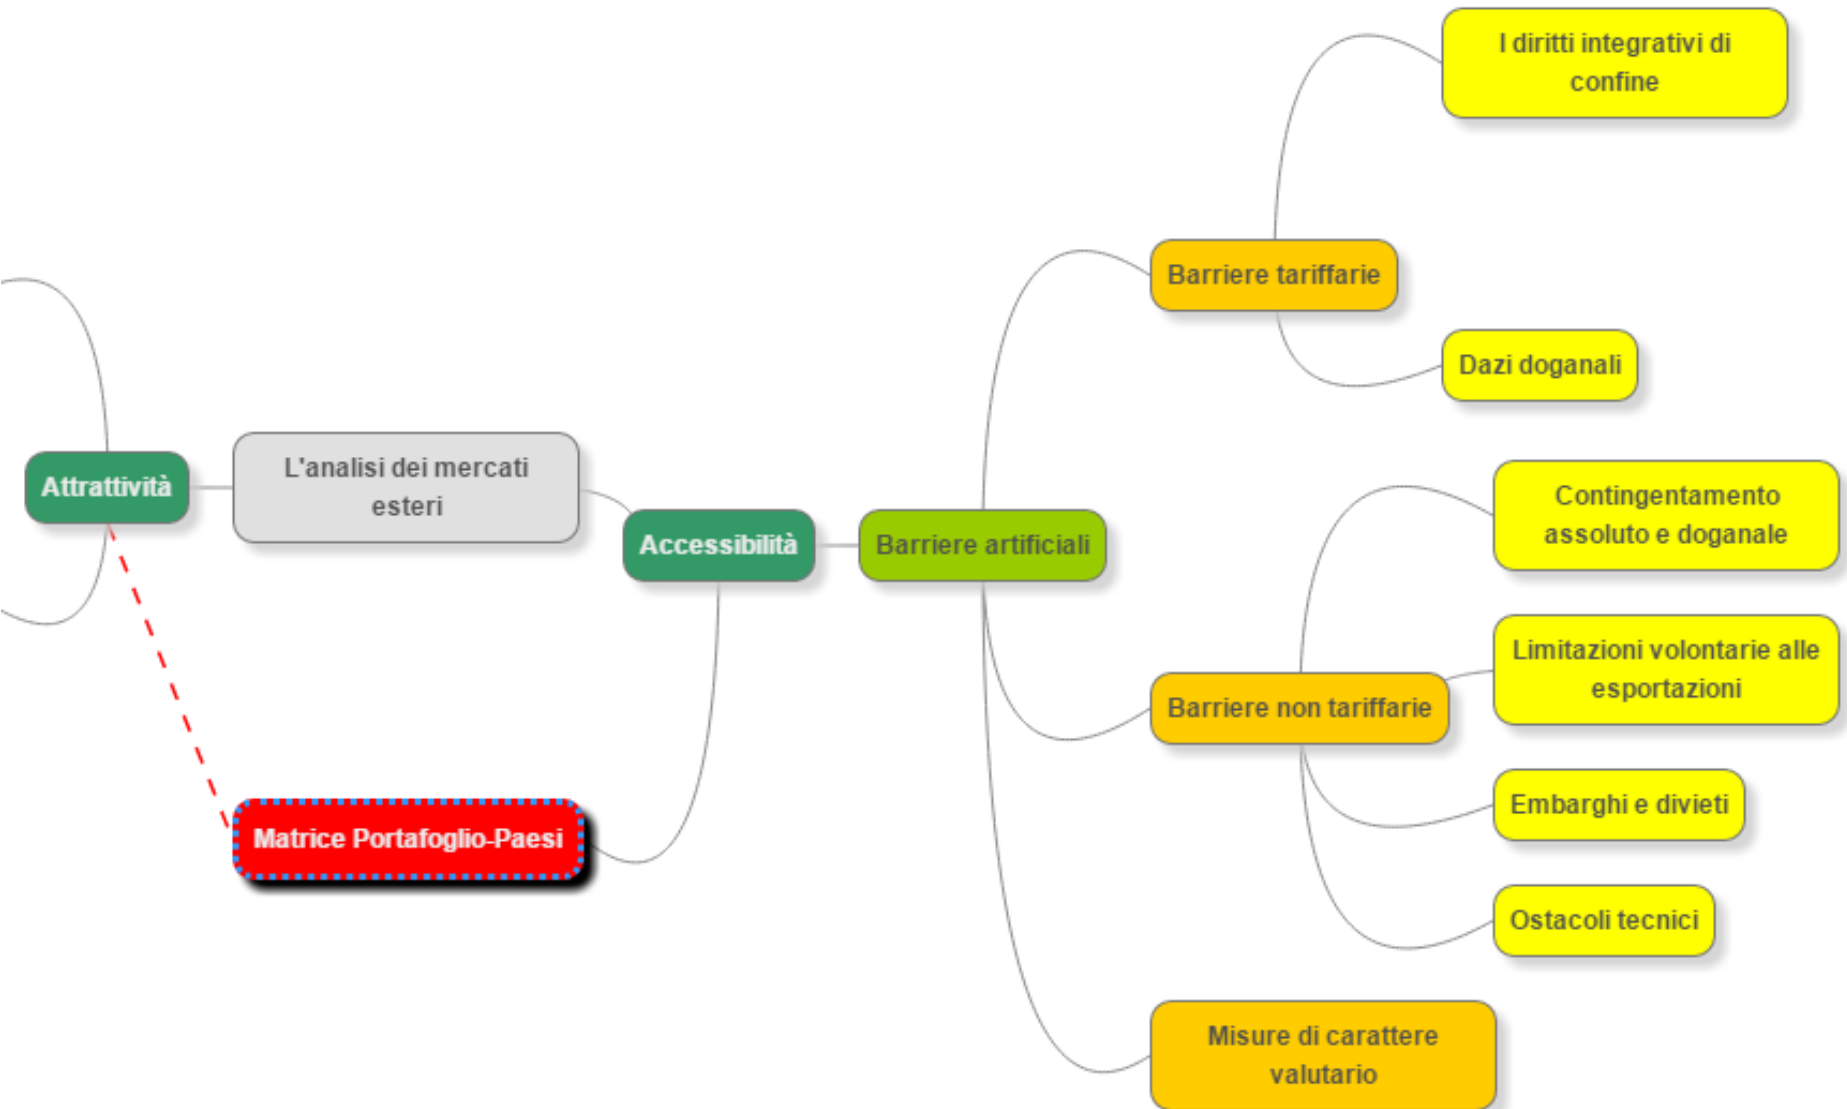 I diritti integrativi di
confine
Barriere tariffarie
Dazi doganali
Attrattività
L'analisi dei mercati
esteri
Accessibilità
Barriere artificiali
Contingentamento
assoluto e doganale
Limitazioni volontarie alle
esportazioni
Barriere non tariffarie
Embarghi e divieti
Matrice Portafoglio-Paesi
Ostacoli tecnici
Misure di carattere
valutario